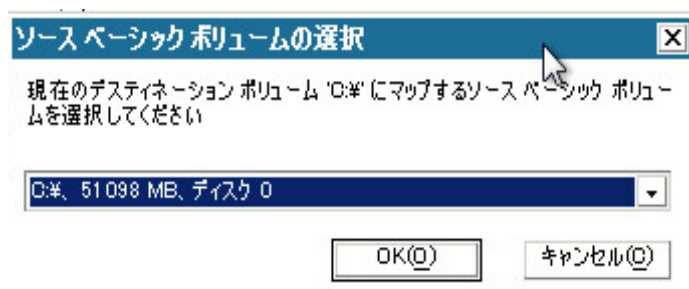 ソース ベーシック ボリュームの選択
現在のデスティネーション ボリューム 'C:¥' にマップするソース ベーシック ボリュー
ムを選択してください
C:¥、51098 MB、ディスク 0
OK(O)
キャンセル(C)